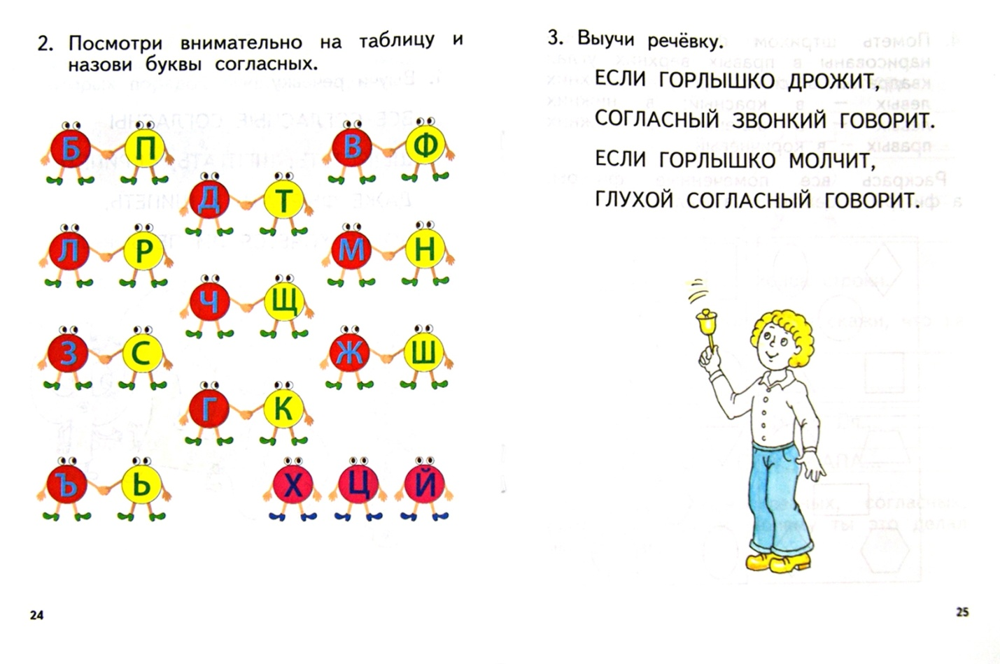 2. Посмотри внимательно на таблицу и
назови буквы согласных.
Б П
В Ф
Д Т
Л Р
М Н
Ч Щ
З С
Ж Ш
Г К
Ъ Ь
Х Ц Й
24
3. Выучи речёвку.
ЕСЛИ ГОРЛЫШКО ДРОЖИТ,
СОГЛАСНЫЙ ЗВОНКИЙ ГОВОРИТ.
ЕСЛИ ГОРЛЫШКО МОЛЧИТ,
ГЛУХОЙ СОГЛАСНЫЙ ГОВОРИТ.
25